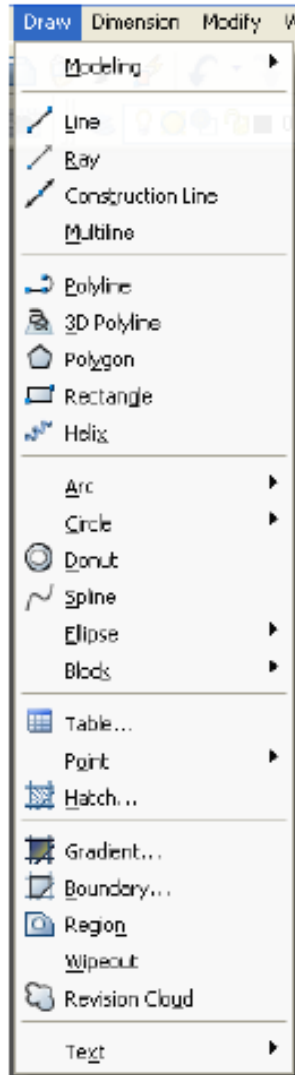 Draw Dimension Modify
Modeling
Line
Ray
Construction Line
Multiline
Polyline
3D Polyline
Polygon
Rectangle
Helix
Arc
Circle
Donut
Spline
Ellipse
Block
Table...
Point
Hatch...
Gradient...
Boundary...
Region
Wipeout
Revision Cloud
Text